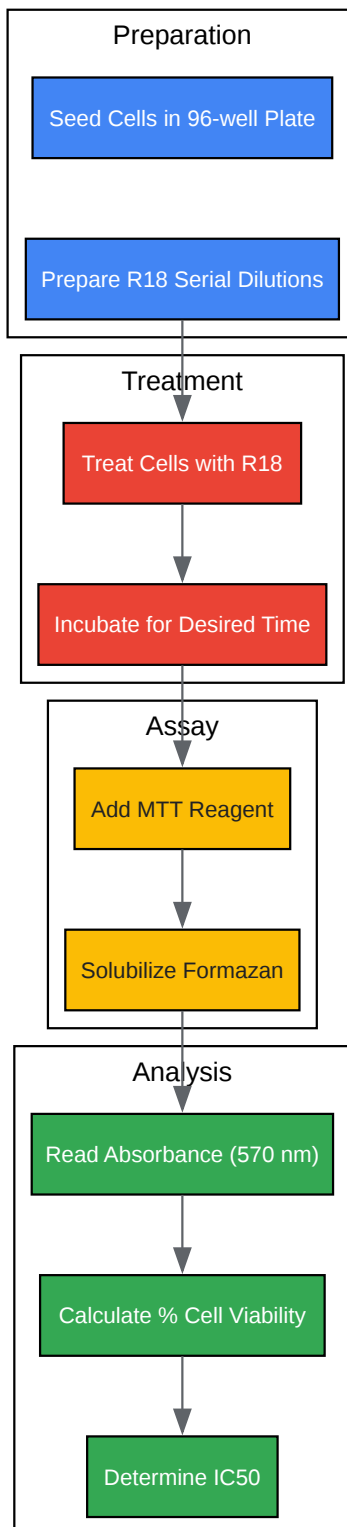 Preparation
Seed Cells in 96-well Plate
Prepare R18 Serial Dilutions
Treatment
Treat Cells with R18
Incubate for Desired Time
Assay
Add MTT Reagent
Solubilize Formazan
Analysis
Read Absorbance (570 nm)
Calculate % Cell Viability
Determine IC50